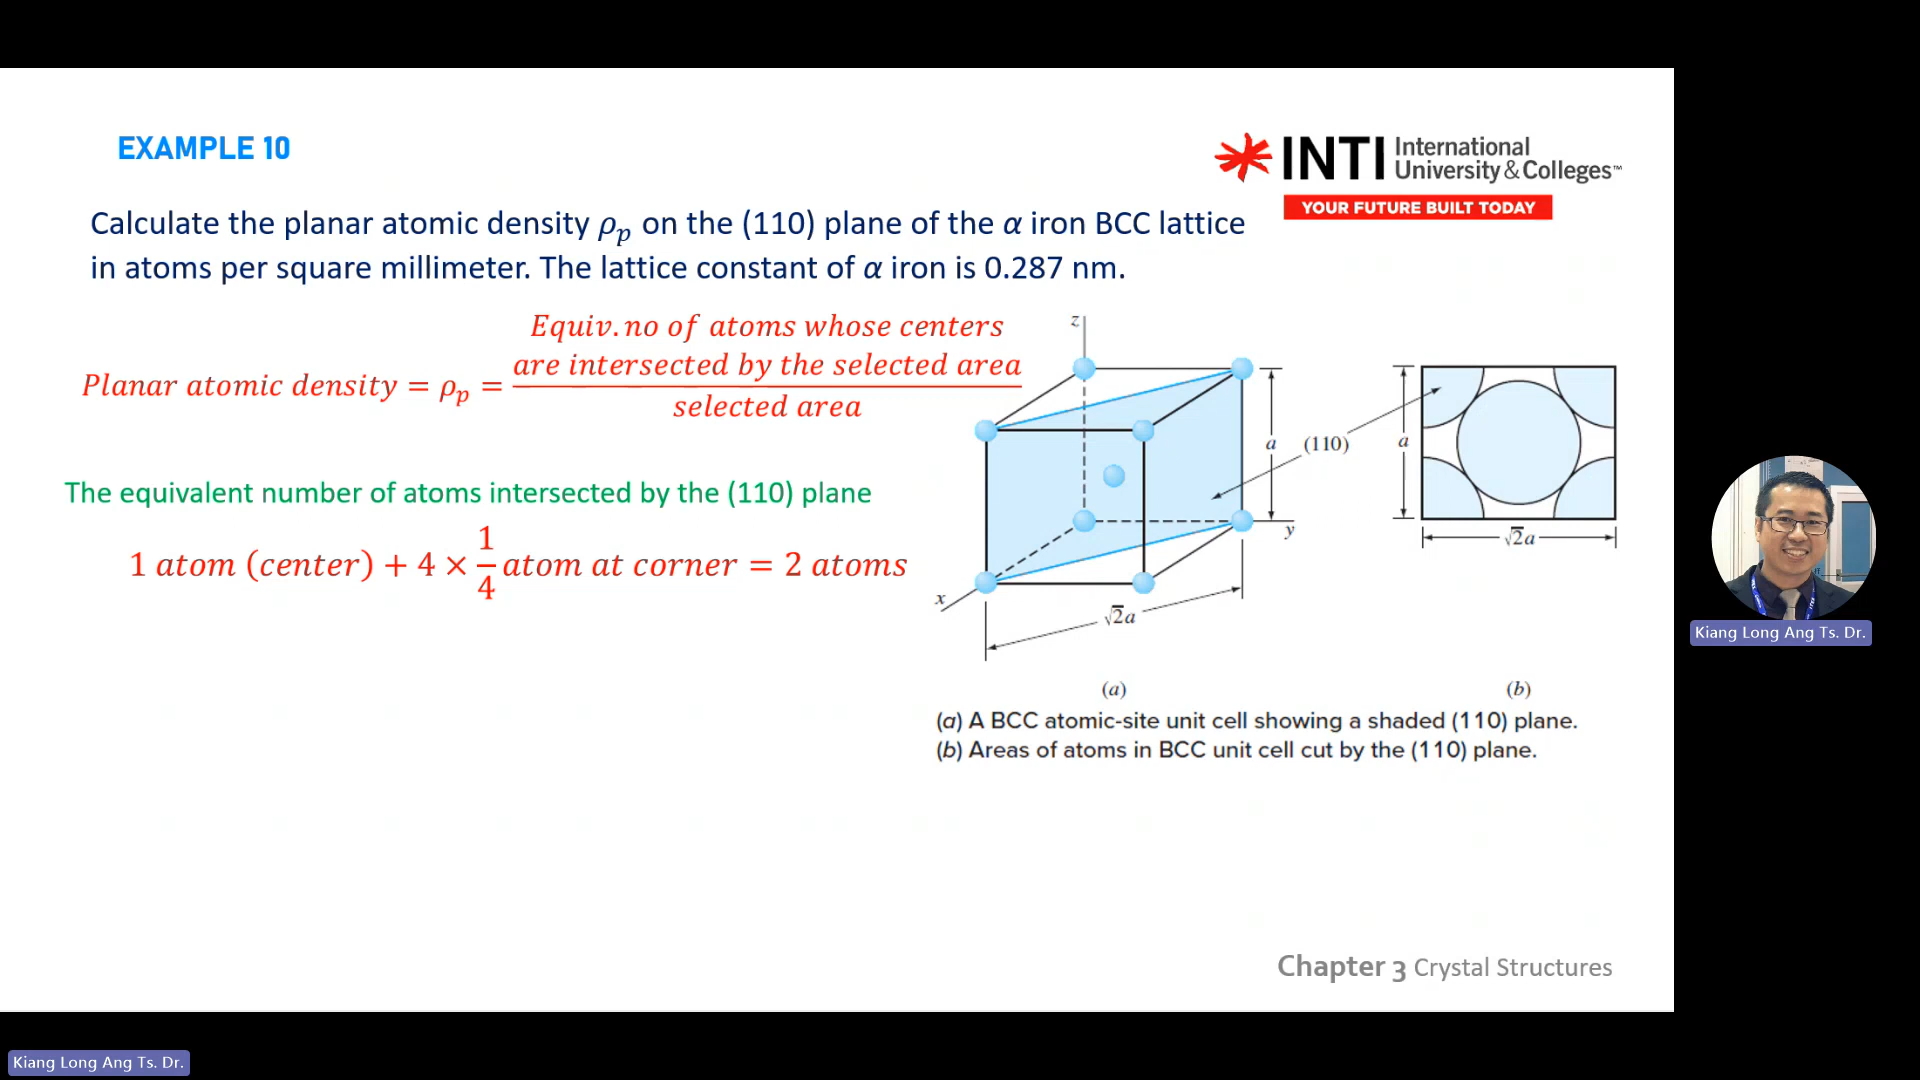 EXAMPLE 10
INTI International
University & Colleges™
YOUR FUTURE BUILT TODAY
Calculate the planar atomic density ρₚ on the (110) plane of the α iron BCC lattice
in atoms per square millimeter. The lattice constant of α iron is 0.287 nm.
Equiv. no of atoms whose centers
are intersected by the selected area
Planar atomic density = ρₚ =
selected area
The equivalent number of atoms intersected by the (110) plane
1 atom (center) + 4 × 1/4 atom at corner = 2 atoms
z
a
(110)
a
y
√2a
x
√2a
(a)
(b)
(a) A BCC atomic-site unit cell showing a shaded (110) plane.
(b) Areas of atoms in BCC unit cell cut by the (110) plane.
Chapter 3 Crystal Structures
Kiang Long Ang Ts. Dr.
Kiang Long Ang Ts. Dr.